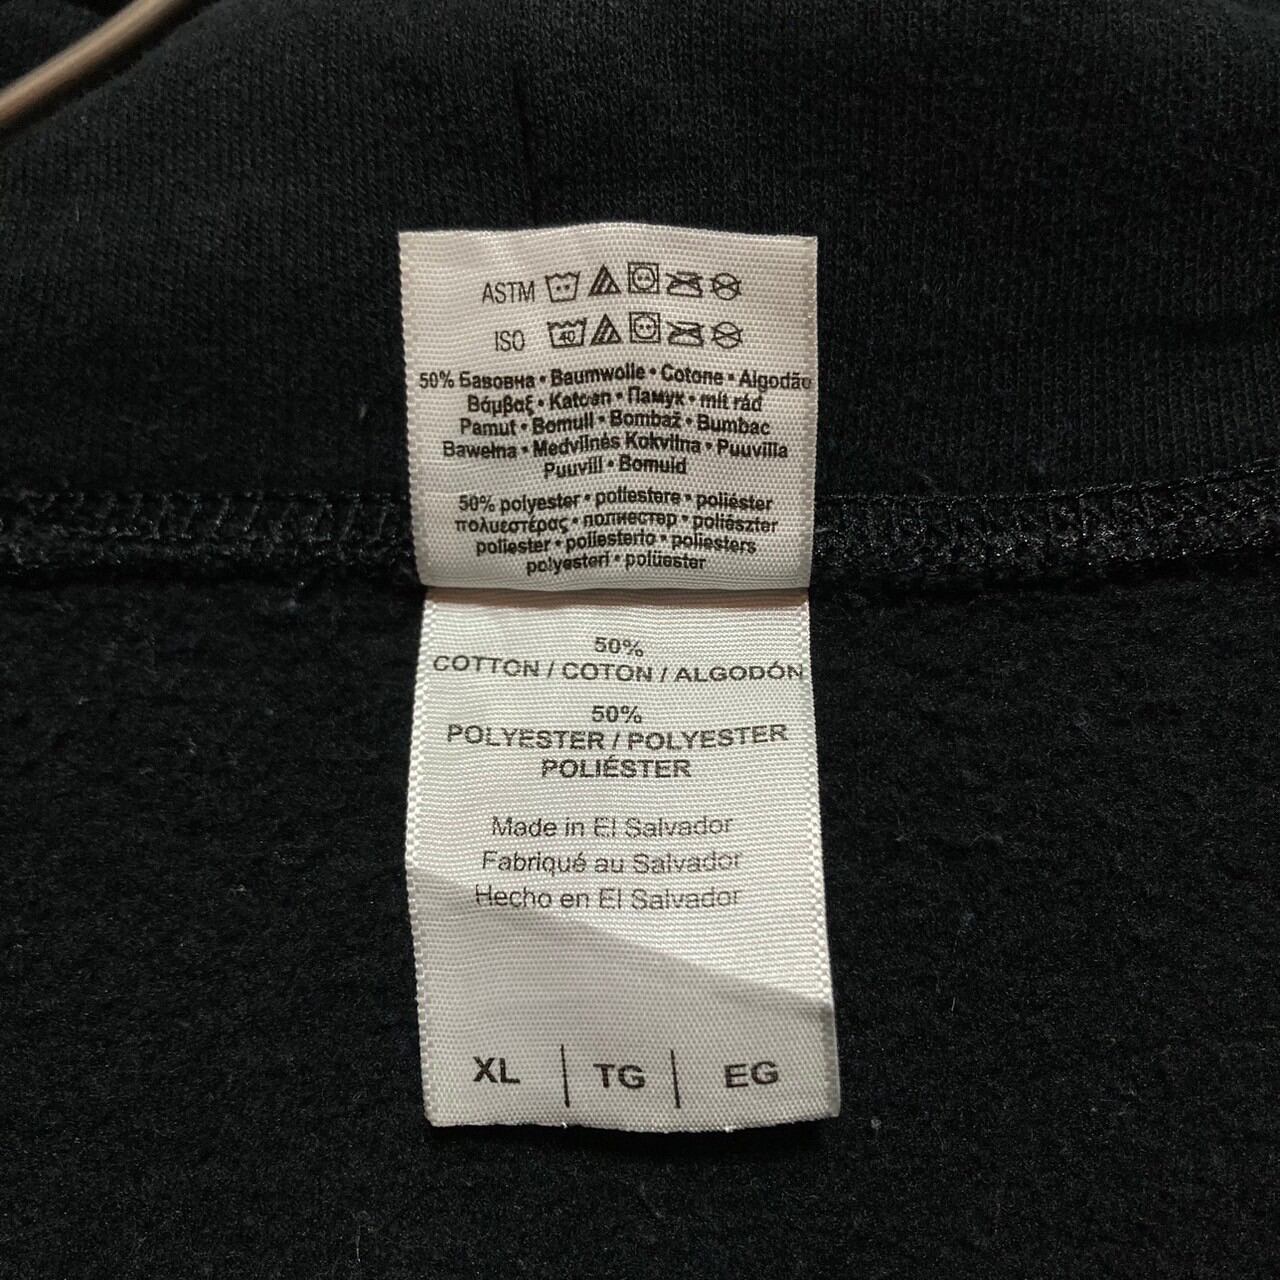 ASTM
ISO 40
50% Бавовна • Baumwolle • Cotone • Algodão
Βάμβαξ • Katoen • Памук • mit rád
Pamut • Bomull • Bombaž • Bumbac
Bawełna • Medvilnės Kokvilna • Puuvilla
Puuvill • Bomuld
50% polyester • poliestere • poliéster
πολυεστέρας • полиестер • poliészter
poliester • poliesterio • poliesters
polyesteri • polüester
50%
COTTON / COTON / ALGODÓN
50%
POLYESTER / POLYESTER
POLIÉSTER
Made in El Salvador
Fabriqué au Salvador
Hecho en El Salvador
XL | TG | EG